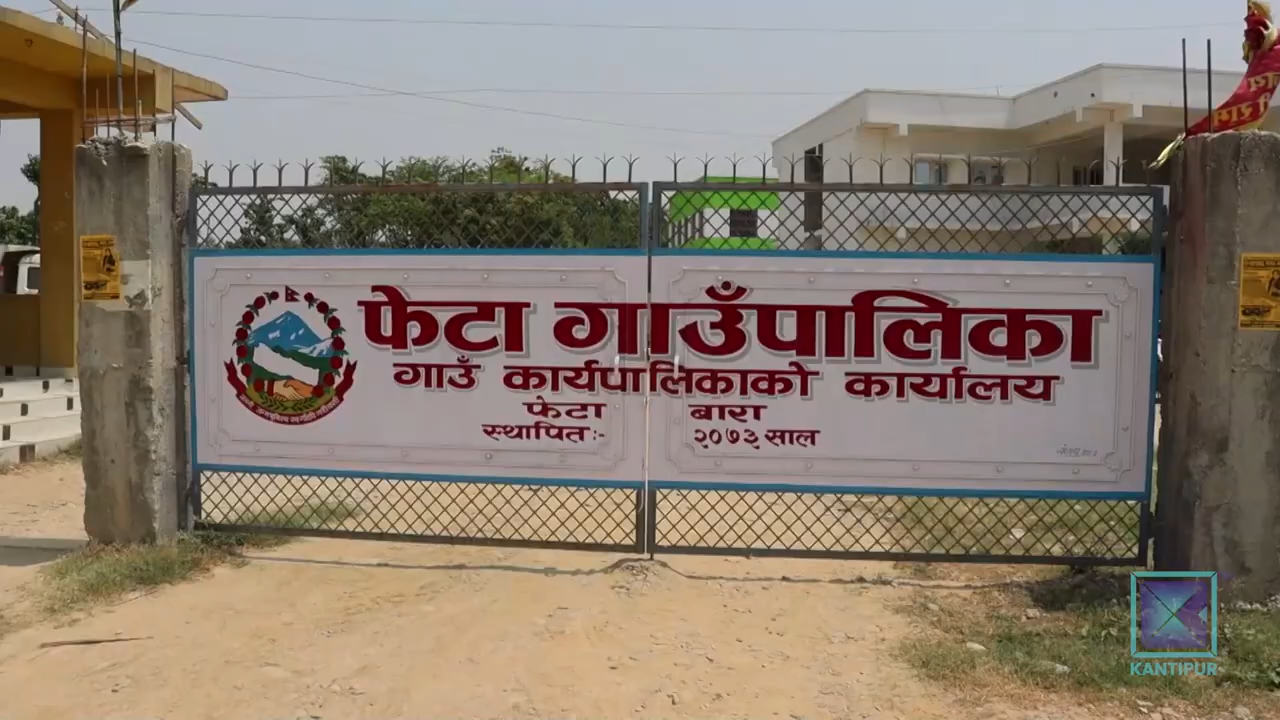 फेटा गाउँपालिका
गाउँ कार्यपालिकाको कार्यालय
फेटा बारा
स्थापित :- २०७३ साल
KANTIPUR